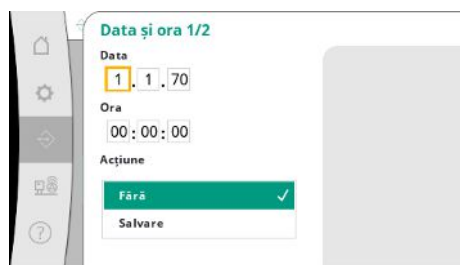 Data și ora 1/2
Data
1 . 1 . 70
Ora
00 : 00 : 00
Acțiune
Fără
Salvare